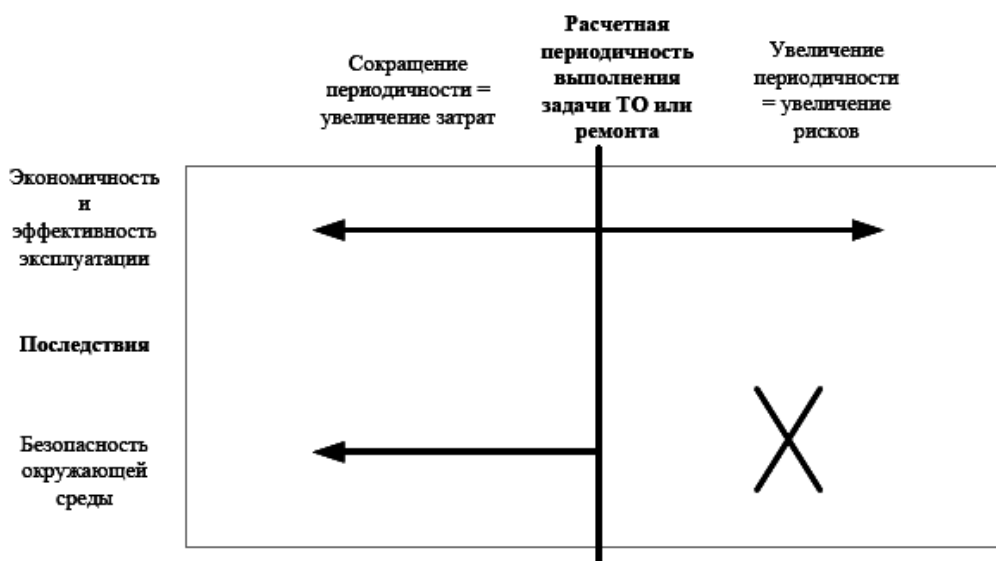 Сокращение
периодичности =
увеличение затрат
Расчетная
периодичность
выполнения
задачи ТО или
ремонта
Увеличение
периодичности
= увеличение
рисков
Экономичность
и
эффективность
эксплуатации
Последствия
Безопасность
окружающей
среды